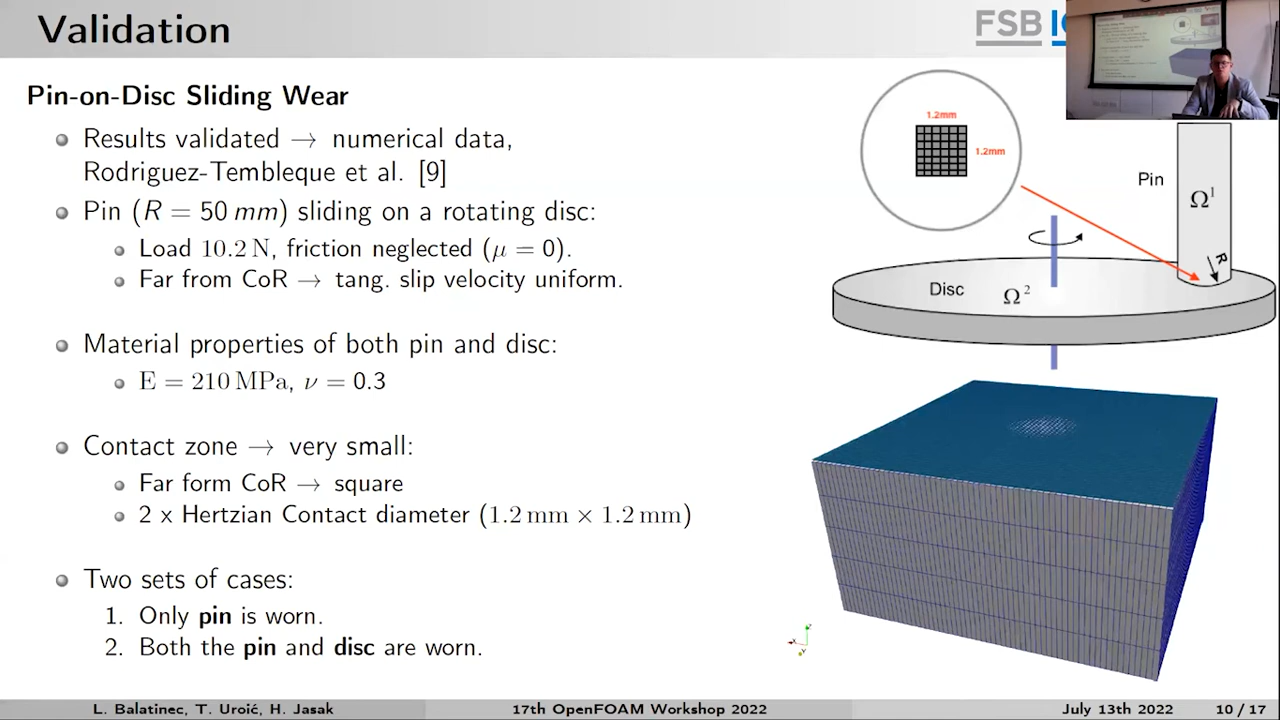 Validation
FSB
Pin-on-Disc Sliding Wear
Results validated → numerical data,
Rodriguez-Tembleque et al. [9]
Pin (R = 50 mm) sliding on a rotating disc:
Load 10.2 N, friction neglected (μ = 0).
Far from CoR → tang. slip velocity uniform.
Material properties of both pin and disc:
E = 210 MPa, ν = 0.3
Contact zone → very small:
Far form CoR → square
2 x Hertzian Contact diameter (1.2 mm × 1.2 mm)
Two sets of cases:
1. Only pin is worn.
2. Both the pin and disc are worn.
1.2mm
1.2mm
Pin
Ω¹
R
Disc
Ω²
L. Balatinec, T. Uroić, H. Jasak
17th OpenFOAM Workshop 2022
July 13th 2022
10 / 17